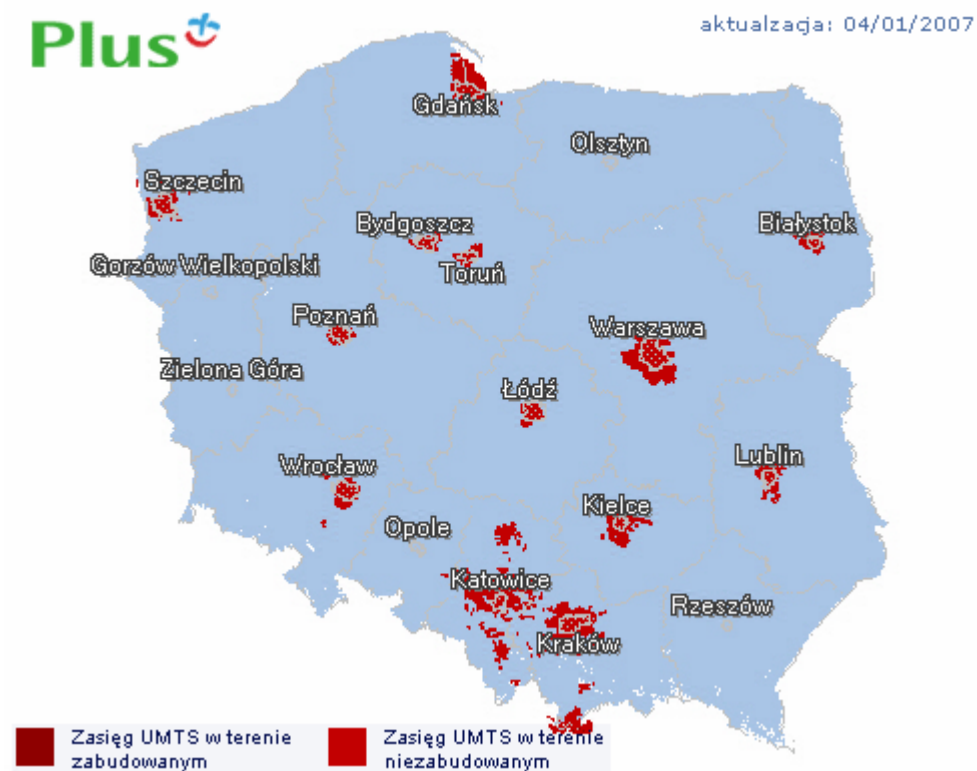 Plus
aktualzacja: 04/01/2007
Gdańsk
Olsztyn
Szczecin
Bydgoszcz
Białystok
Toruń
Gorzów Wielkopolski
Poznań
Warszawa
Zielona Góra
Łódź
Wrocław
Lublin
Kielce
Opole
Katowice
Rzeszów
Kraków
Zasięg UMTS w terenie
zabudowanym
Zasięg UMTS w terenie
niezabudowanym